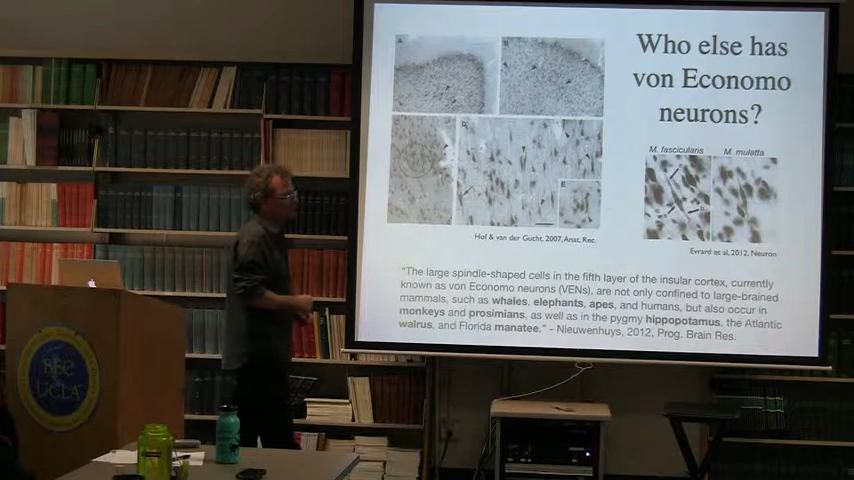 Who else has
von Economo
neurons?
M. fascicularis M. mulatta
Hof & van der Gucht, 2007, Anat. Rec.
Evrard et al, 2012, Neuron
"The large spindle-shaped cells in the fifth layer of the insular cortex, currently
known as von Economo neurons (VENs), are not only confined to large-brained
mammals, such as whales, elephants, apes, and humans, but also occur in
monkeys and prosimians, as well as in the pygmy hippopotamus, the Atlantic
walrus, and Florida manatee." - Nieuwenhuys, 2012, Prog. Brain Res.
BEC
UCLA